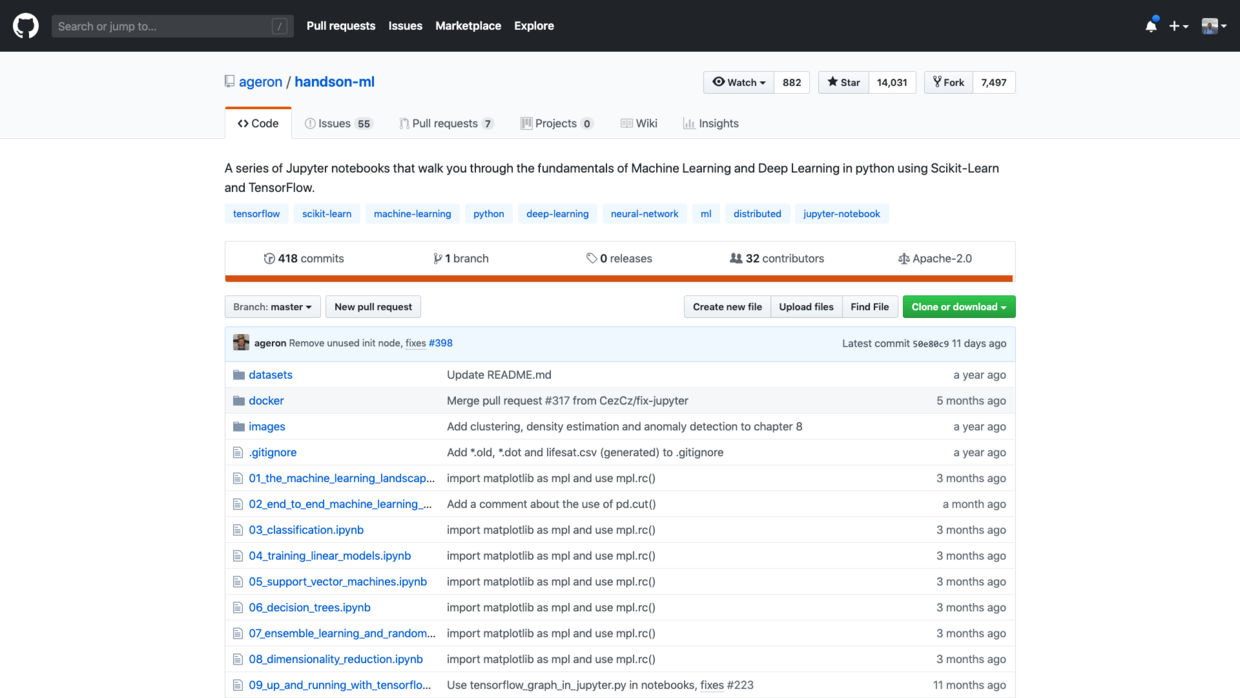 Search or jump to... /
Pull requests Issues Marketplace Explore
ageron / handson-ml
Watch 882 Star 14,031 Fork 7,497
Code Issues 55 Pull requests 7 Projects 0 Wiki Insights
A series of Jupyter notebooks that walk you through the fundamentals of Machine Learning and Deep Learning in python using Scikit-Learn
and TensorFlow.
tensorflow scikit-learn machine-learning python deep-learning neural-network ml distributed jupyter-notebook
418 commits 1 branch 0 releases 32 contributors Apache-2.0
Branch: master New pull request Create new file Upload files Find File Clone or download
ageron Remove unused init node, fixes #398 Latest commit 50e80c9 11 days ago
datasets Update README.md a year ago
docker Merge pull request #317 from CezCz/fix-jupyter 5 months ago
images Add clustering, density estimation and anomaly detection to chapter 8 a year ago
.gitignore Add *.old, *.dot and lifesat.csv (generated) to .gitignore a year ago
01_the_machine_learning_landscap... import matplotlib as mpl and use mpl.rc() 3 months ago
02_end_to_end_machine_learning_... Add a comment about the use of pd.cut() a month ago
03_classification.ipynb import matplotlib as mpl and use mpl.rc() 3 months ago
04_training_linear_models.ipynb import matplotlib as mpl and use mpl.rc() 3 months ago
05_support_vector_machines.ipynb import matplotlib as mpl and use mpl.rc() 3 months ago
06_decision_trees.ipynb import matplotlib as mpl and use mpl.rc() 3 months ago
07_ensemble_learning_and_random... import matplotlib as mpl and use mpl.rc() 3 months ago
08_dimensionality_reduction.ipynb import matplotlib as mpl and use mpl.rc() 3 months ago
09_up_and_running_with_tensorflo... Use tensorflow_graph_in_jupyter.py in notebooks, fixes #223 11 months ago